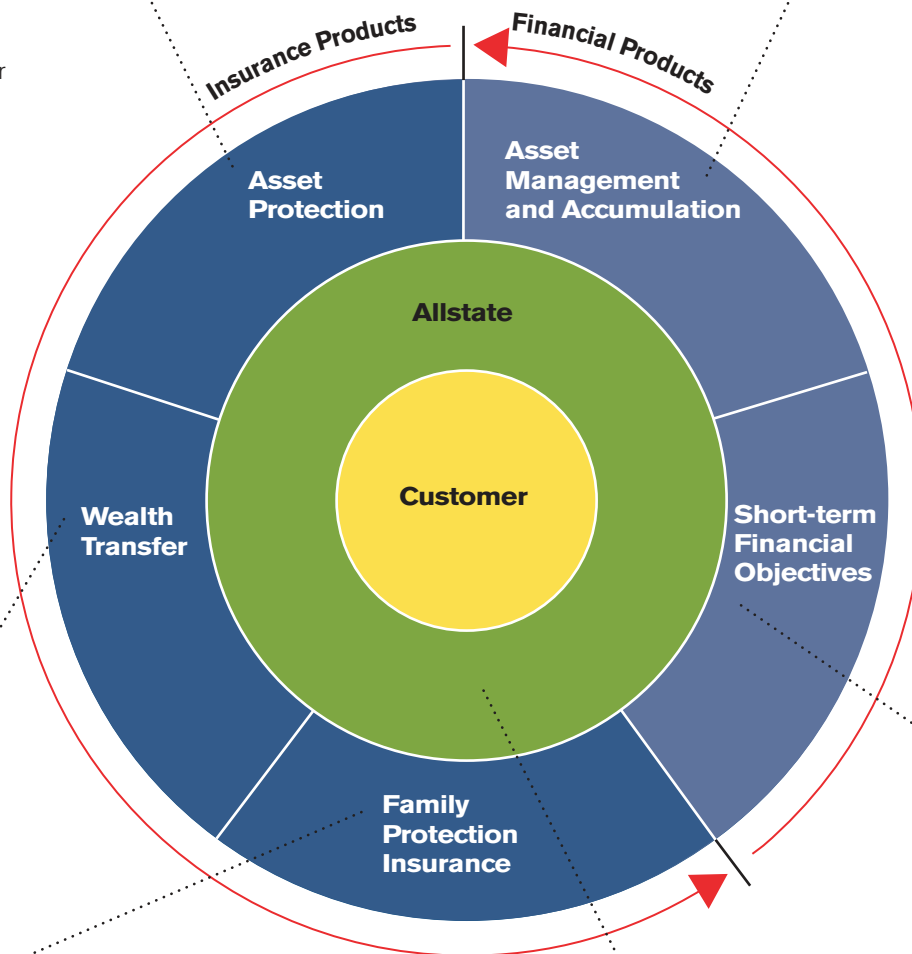 Insurance Products
Financial Products
r
Asset
Protection
Asset
Management
and Accumulation
Allstate
Customer
Wealth
Transfer
Short-term
Financial
Objectives
Family
Protection
Insurance